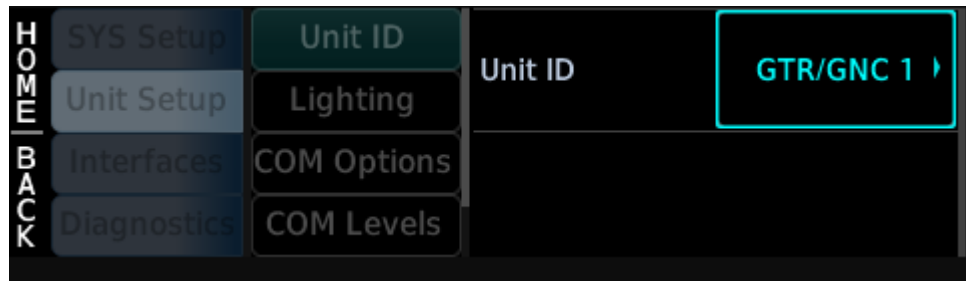 HOME
BACK
SYS Setup
Unit Setup
Interfaces
Diagnostics
Unit ID
Lighting
COM Options
COM Levels
Unit ID
GTR/GNC 1